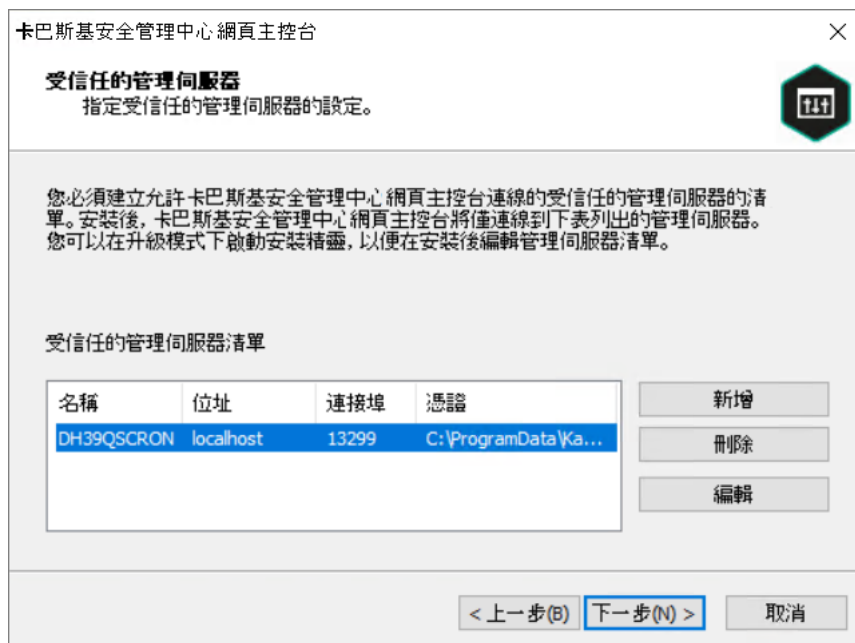 卡巴斯基安全管理中心 網頁主控台
受信任的管理伺服器
指定受信任的管理伺服器的設定。
您必須建立允許卡巴斯基安全管理中心 網頁主控台連線的受信任的管理伺服器的清
單。安裝後, 卡巴斯基安全管理中心 網頁主控台將僅連線到下表列出的管理伺服器。
您可以在升級模式下啟動安裝精靈, 以便在安裝後編輯管理伺服器清單。
受信任的管理伺服器清單
名稱 位址 連接埠 憑證
DH39QSCRON localhost 13299 C:\ProgramData\Ka...
新增
刪除
編輯
< 上一步(B) 下一步(N) > 取消